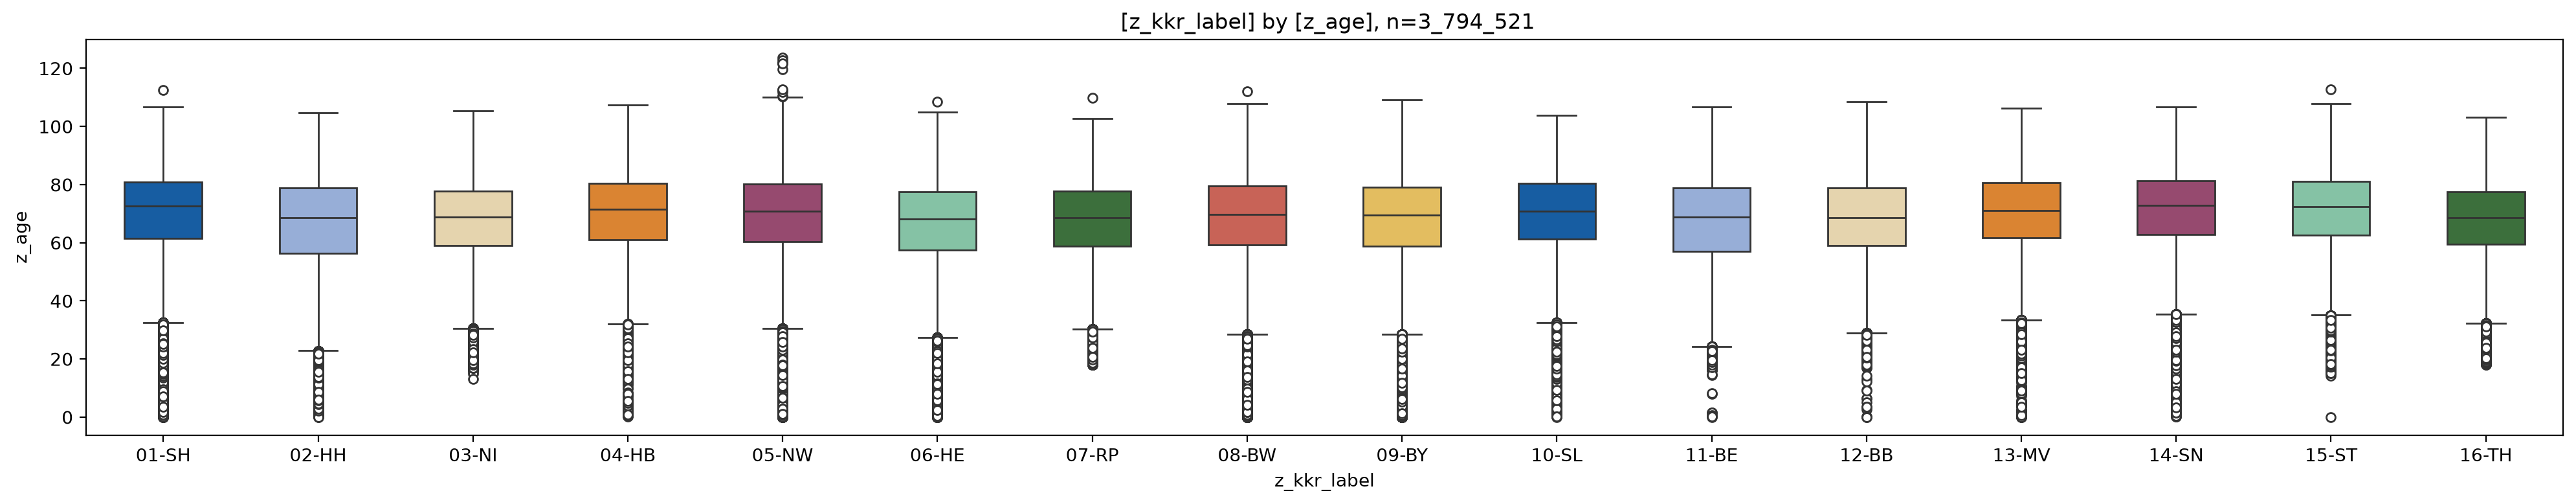 [z_kkr_label] by [z_age], n=3_794_521
z_age
120
100
80
60
40
20
0
01-SH 02-HH 03-NI 04-HB 05-NW 06-HE 07-RP 08-BW 09-BY 10-SL 11-BE 12-BB 13-MV 14-SN 15-ST 16-TH
z_kkr_label